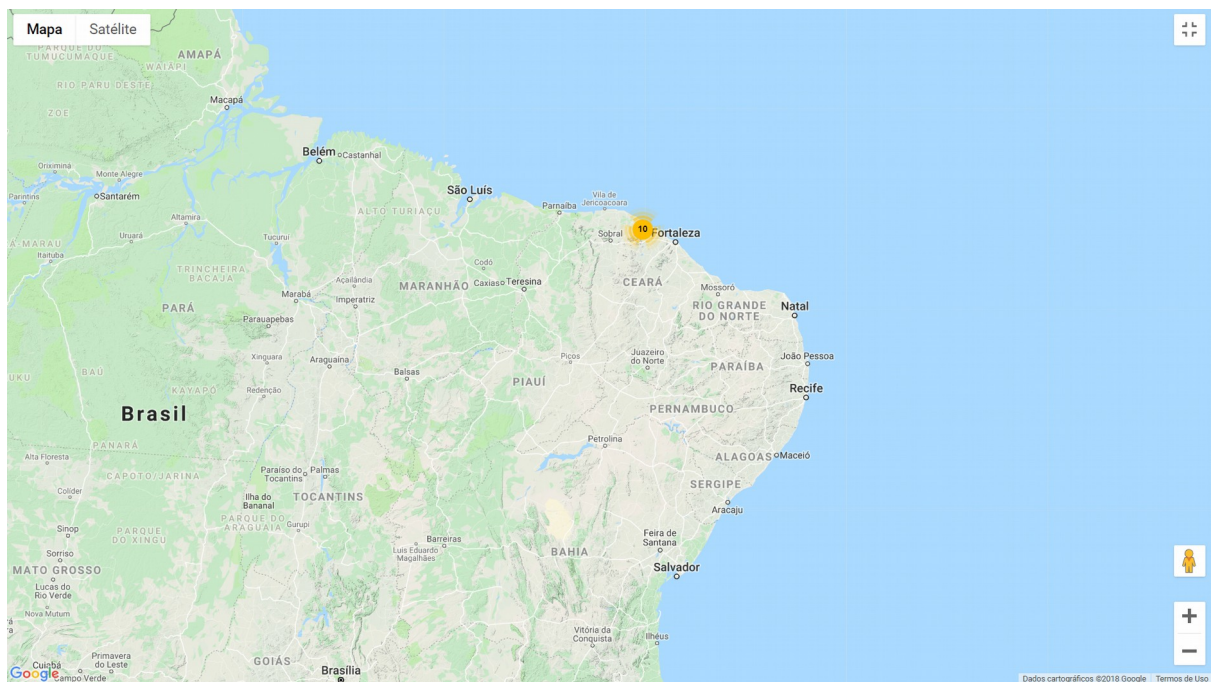 Mapa
Satélite
PARQUE DO
TUMUCUMAQUE
AMAPÁ
WAIÃPI
RIO PARU DESTE
ZOE
Macapá
Belém
Castanhal
Oriximiná
Monte Alegre
Parintins
Santarém
São Luís
Vila de
Jericoacoara
Parnaíba
ALTO TURIAÇU
Altamira
10
Sobral
Fortaleza
Uruará
Tucuruí
Itaituba
Codó
TRINCHEIRA
BACAJA
Açailândia
MARANHÃO
Caxias
Teresina
CEARÁ
Mossoró
Marabá
Imperatriz
PARÁ
RIO GRANDE
DO NORTE
Natal
Parauapebas
Xinguara
Araguaína
Picos
Juazeiro
do Norte
João Pessoa
BAU
Balsas
PARAÍBA
KAYAPÓ
Redenção
PIAUÍ
Recife
Brasil
PERNAMBUCO
PANARÁ
Petrolina
Alta Floresta
ALAGOAS
Maceió
CAPOTO/JARINA
Paraíso do
Tocantins
Palmas
SERGIPE
Colíder
Ilha do
Bananal
TOCANTINS
Aracaju
PARQUE DO
ARAGUAIA
Gurupi
Sinop
PARQUE
DO XINGU
Feira de
Santana
Barreiras
Luís Eduardo
Magalhães
BAHIA
Sorriso
MATO GROSSO
Salvador
Lucas do
Rio Verde
Nova Mutum
Vitória da
Conquista
Ilhéus
GOIÁS
Primavera
do Leste
Cuiabá
Brasília
Google
Campo Verde
Dados cartográficos ©2018 Google
Termos de Uso